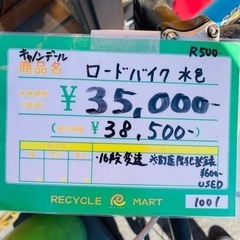 キャノンデール R500-
商品名 ロードバイク 水色
¥35,000-
¥38,500-
・16段変速
¥600-
USED
RECYCLE MART 1001